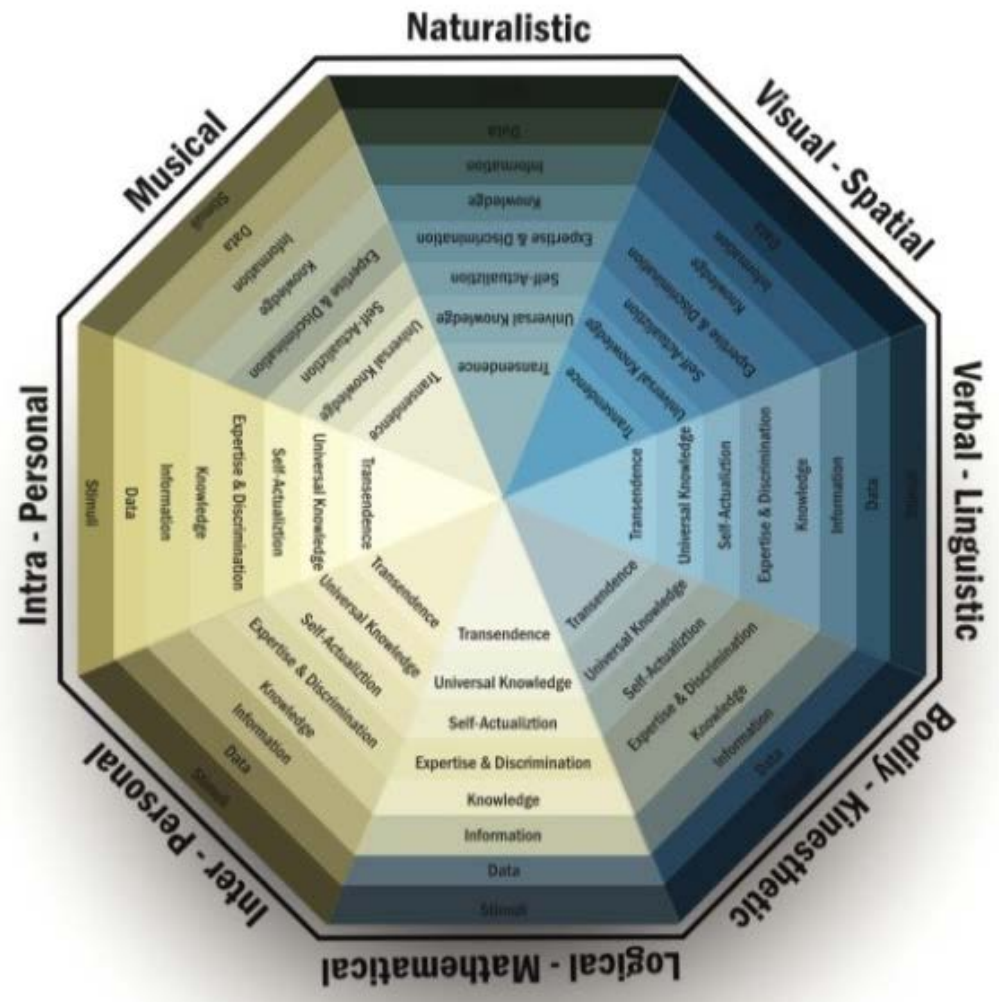 Naturalistic
Data
Information
Knowledge
Expertise & Discrimination
Self-Actualiztion
Universal Knowledge
Transendence
Visual - Spatial
Data
Information
Knowledge
Expertise & Discrimination
Self-Actualiztion
Universal Knowledge
Transendence
Verbal - Linguistic
Stimuli
Data
Information
Knowledge
Expertise & Discrimination
Self-Actualiztion
Universal Knowledge
Transendence
Bodily - Kinesthetic
Data
Information
Knowledge
Expertise & Discrimination
Self-Actualiztion
Universal Knowledge
Transendence
Logical - Mathematical
Stimuli
Data
Information
Knowledge
Expertise & Discrimination
Self-Actualiztion
Universal Knowledge
Transendence
Inter - Personal
Stimuli
Data
Information
Knowledge
Expertise & Discrimination
Self-Actualiztion
Universal Knowledge
Transendence
Intra - Personal
Stimuli
Data
Information
Knowledge
Expertise & Discrimination
Self-Actualiztion
Universal Knowledge
Transendence
Musical
Stimuli
Data
Information
Knowledge
Expertise & Discrimination
Self-Actualiztion
Universal Knowledge
Transendence